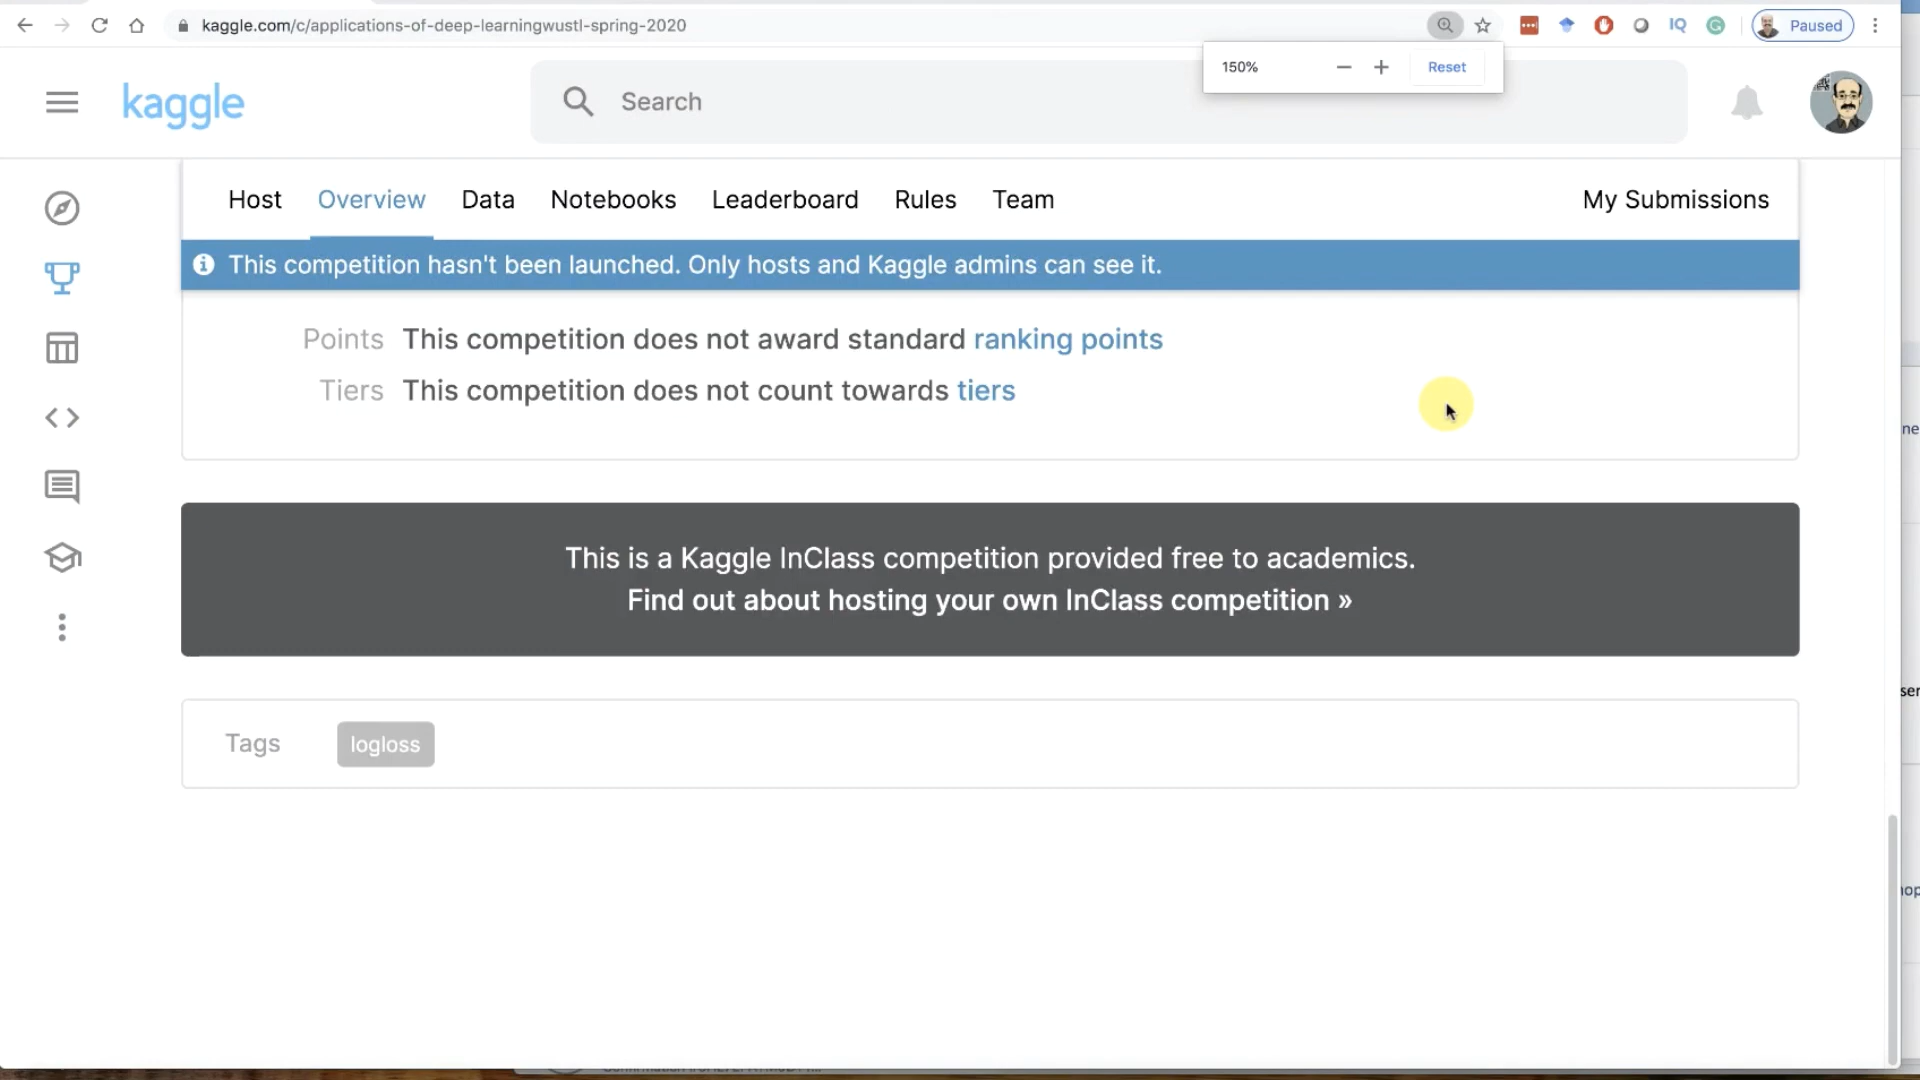 kaggle.com/c/applications-of-deep-learningwustl-spring-2020
IQ
Paused
150%
Reset
kaggle
Search
Host Overview Data Notebooks Leaderboard Rules Team My Submissions
This competition hasn't been launched. Only hosts and Kaggle admins can see it.
Points This competition does not award standard ranking points
Tiers This competition does not count towards tiers
This is a Kaggle InClass competition provided free to academics.
Find out about hosting your own InClass competition »
Tags logloss